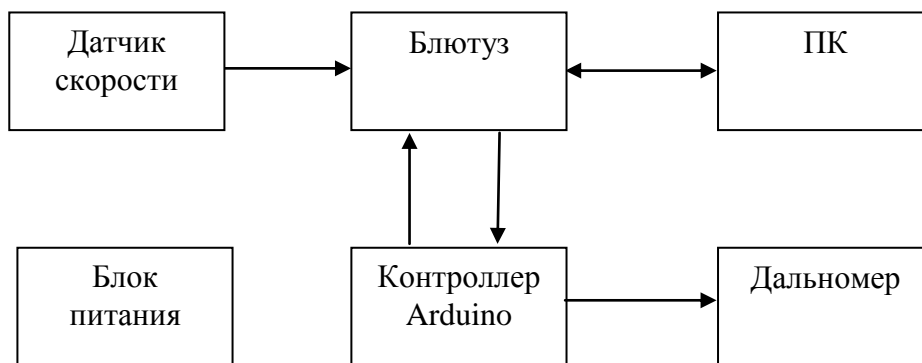 Датчик
скорости
Блютуз
ПК
Блок
питания
Контроллер
Arduino
Дальномер